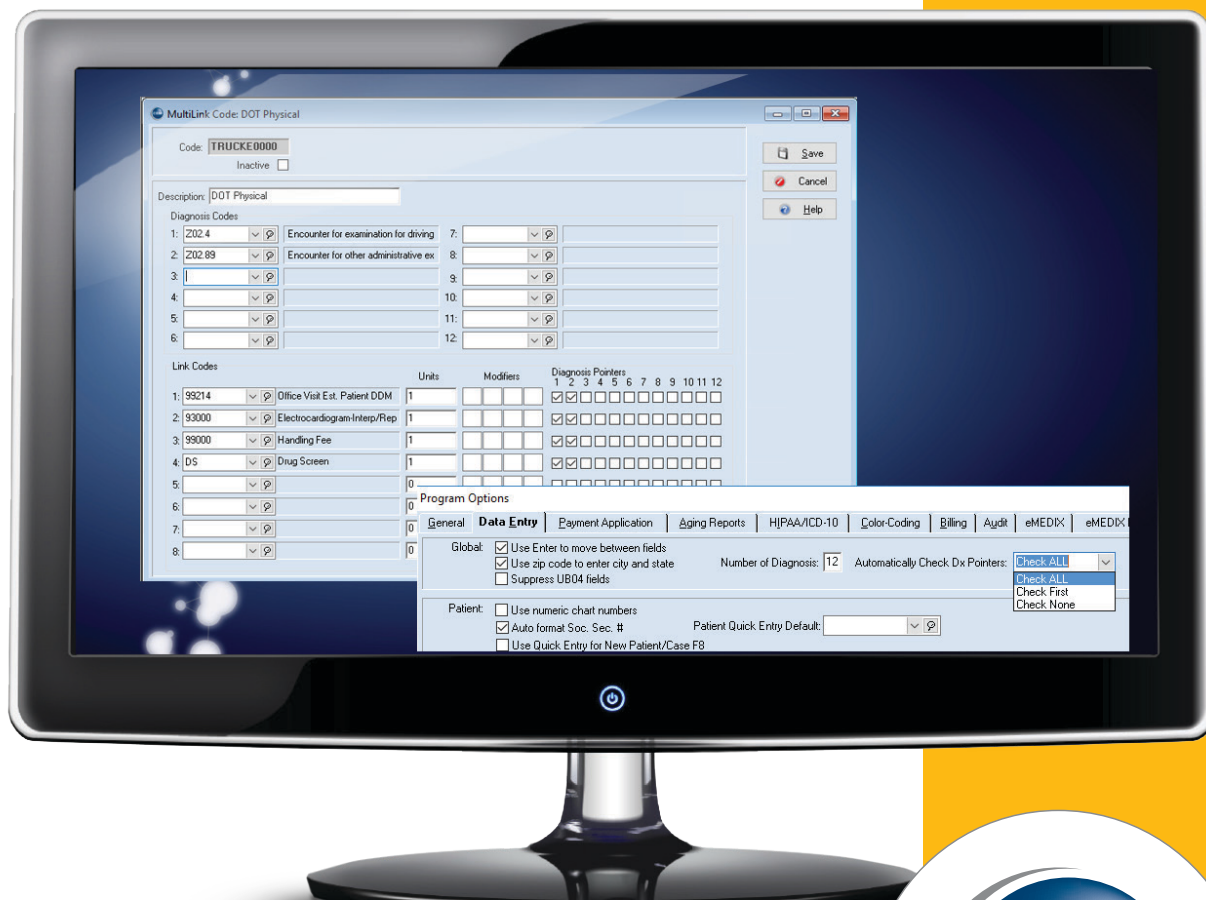 MultiLink Code: DOT Physical
Code: TRUCKE0000
Inactive
Save
Cancel
Help
Description: DOT Physical
Diagnosis Codes
1: Z02.4 Encounter for examination for driving 7:
2: Z02.89 Encounter for other administrative ex 8:
3: 9:
4: 10:
5: 11:
6: 12:
Link Codes
Units Modifiers Diagnosis Pointers
1 2 3 4 5 6 7 8 9 10 11 12
1: 99214 Office Visit Est. Patient DDM 1
2: 93000 Electrocardiogram-Interp/Rep 1
3: 99000 Handling Fee 1
4: DS Drug Screen 1
5: 0
6: 0
7: 0
8: 0
Program Options
General Data Entry Payment Application Aging Reports HIPAA/ICD-10 Color-Coding Billing Audit eMEDIX eMEDIX
Global: Use Enter to move between fields
Use zip code to enter city and state Number of Diagnosis: 12 Automatically Check Dx Pointers: Check ALL
Suppress UB04 fields
Check ALL
Check First
Check None
Patient: Use numeric chart numbers
Auto format Soc. Sec. # Patient Quick Entry Default:
Use Quick Entry for New Patient/Case F8